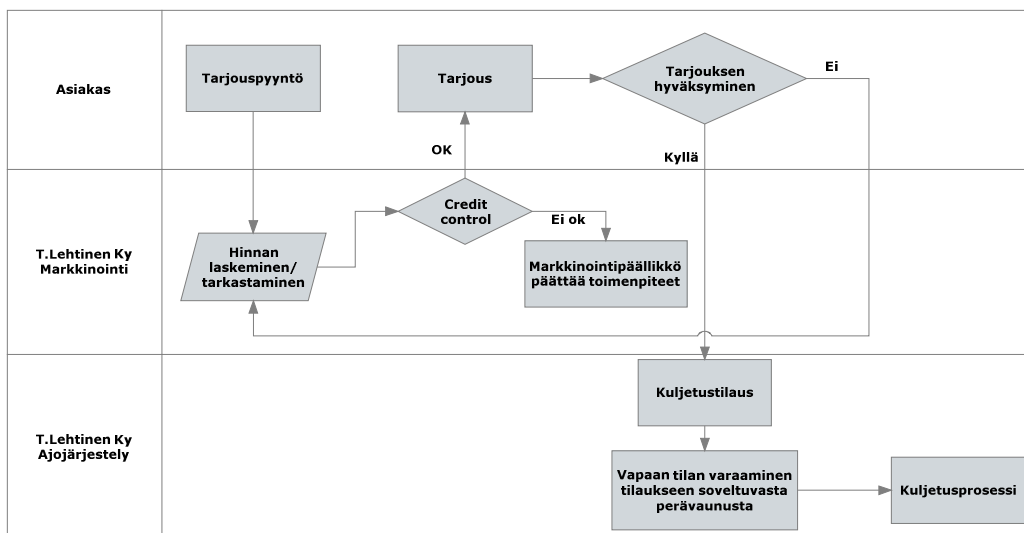 Asiakas
Tarjouspyyntö
Tarjous
Tarjouksen
hyväksyminen
Ei
OK
Kyllä
T.Lehtinen Ky
Markkinointi
Hinnan
laskeminen/
tarkastaminen
Credit
control
Ei ok
Markkinointipäällikkö
päättää toimenpiteet
T.Lehtinen Ky
Ajojärjestely
Kuljetustilaus
Vapaan tilan varaaminen
tilaukseen soveltuvasta
perävaunusta
Kuljetusprosessi